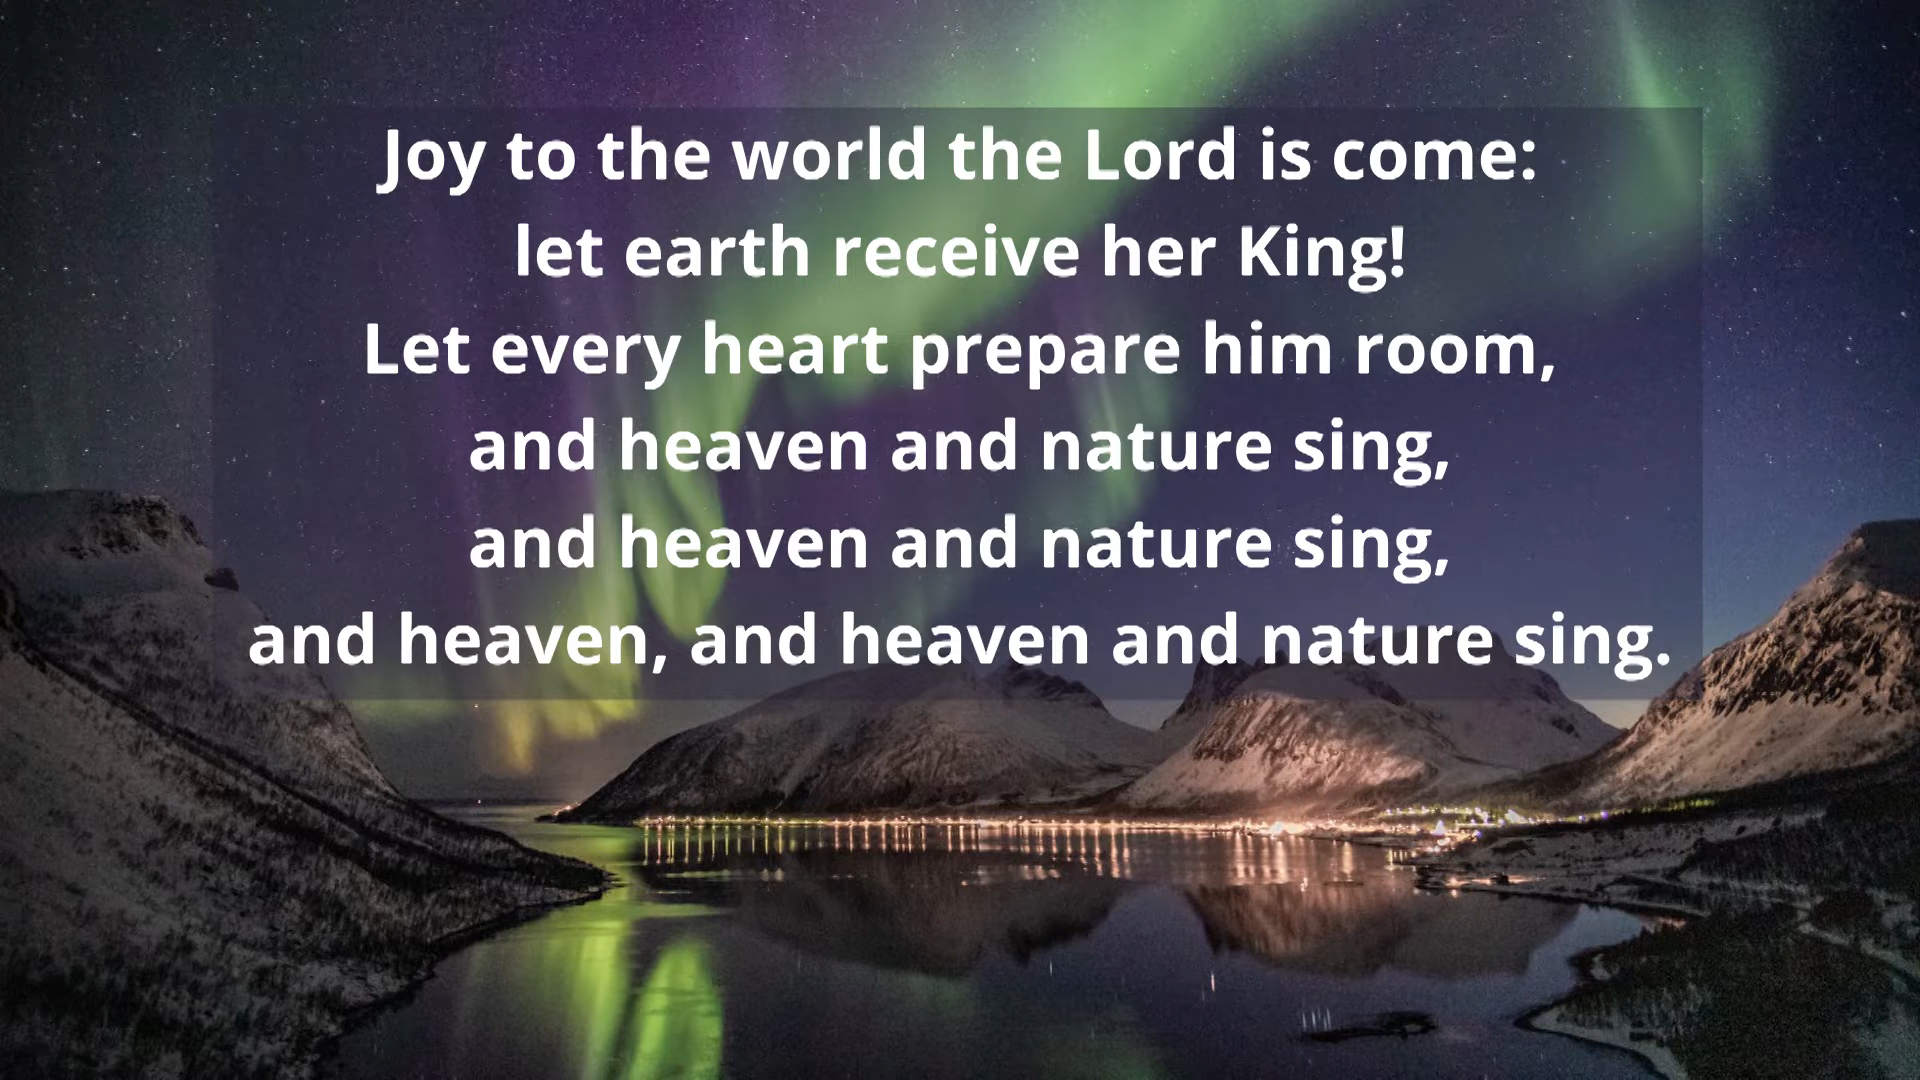 Joy to the world the Lord is come:
let earth receive her King!
Let every heart prepare him room,
and heaven and nature sing,
and heaven and nature sing,
and heaven, and heaven and nature sing.